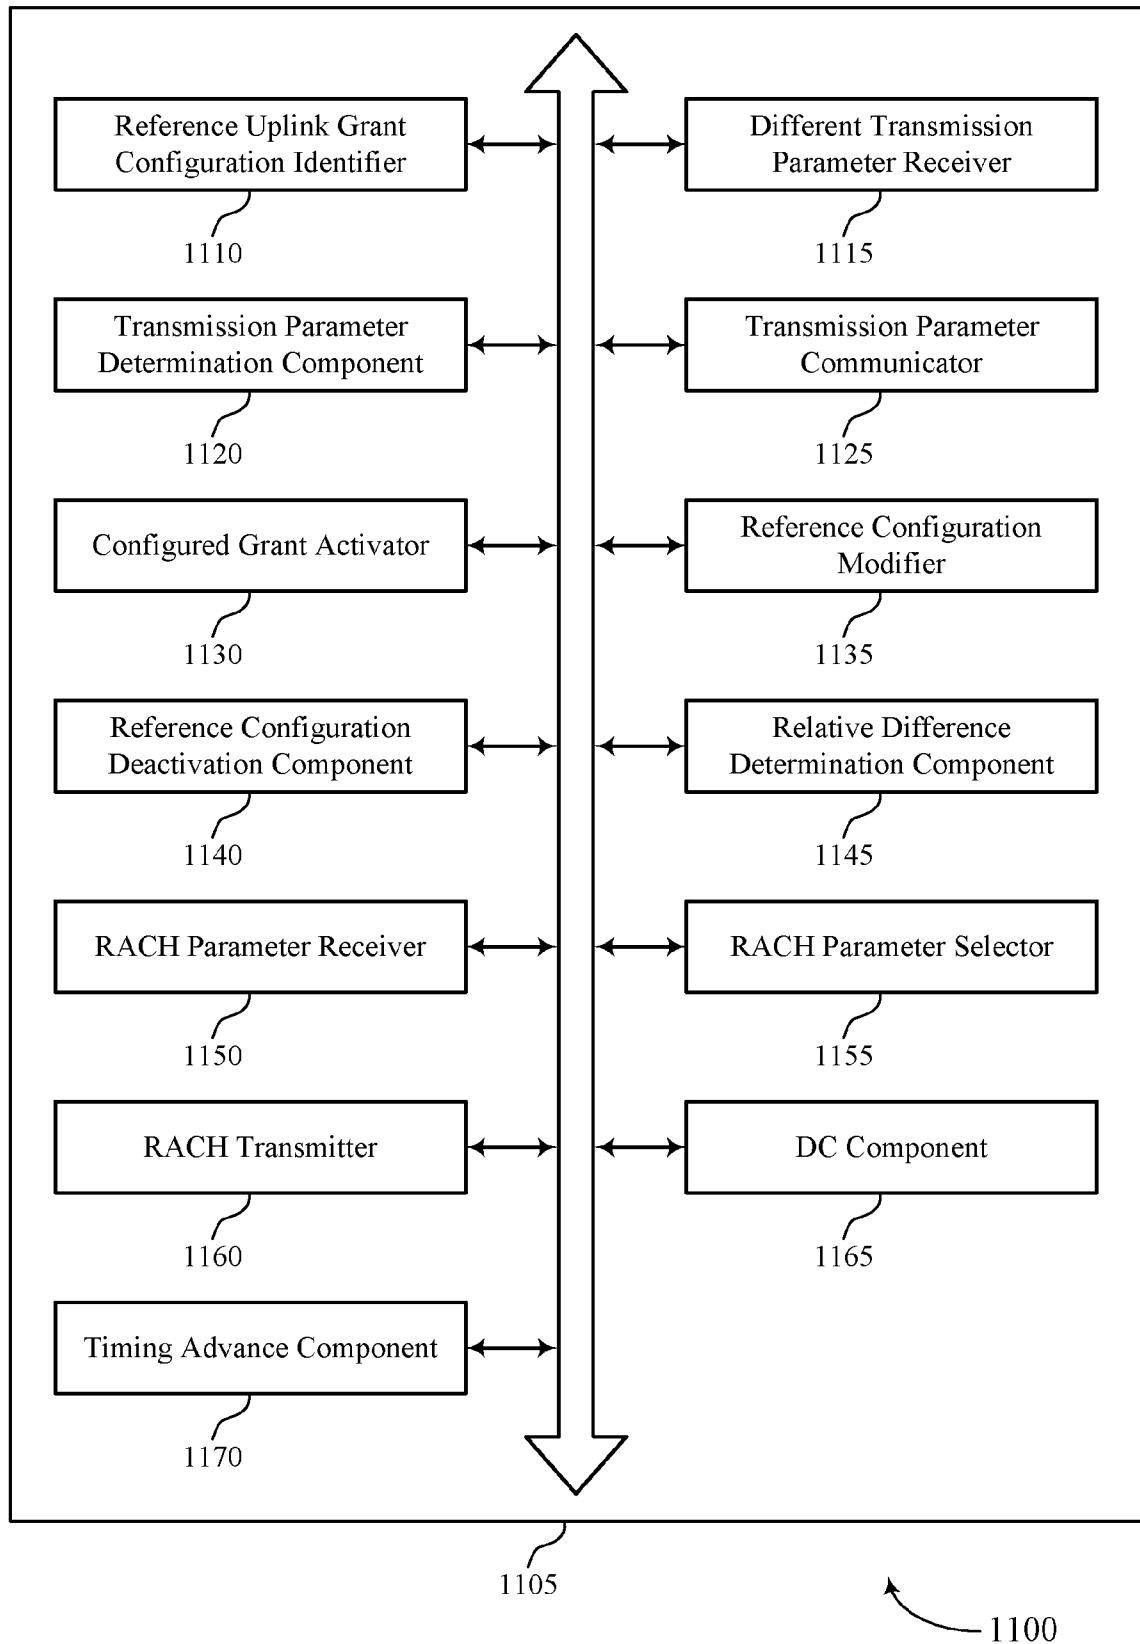 Reference Uplink Grant
Configuration Identifier
1110
Different Transmission
Parameter Receiver
1115
Transmission Parameter
Determination Component
1120
Transmission Parameter
Communicator
1125
Configured Grant Activator
1130
Reference Configuration
Modifier
1135
Reference Configuration
Deactivation Component
1140
Relative Difference
Determination Component
1145
RACH Parameter Receiver
1150
RACH Parameter Selector
1155
RACH Transmitter
1160
DC Component
1165
Timing Advance Component
1170
1105
1100